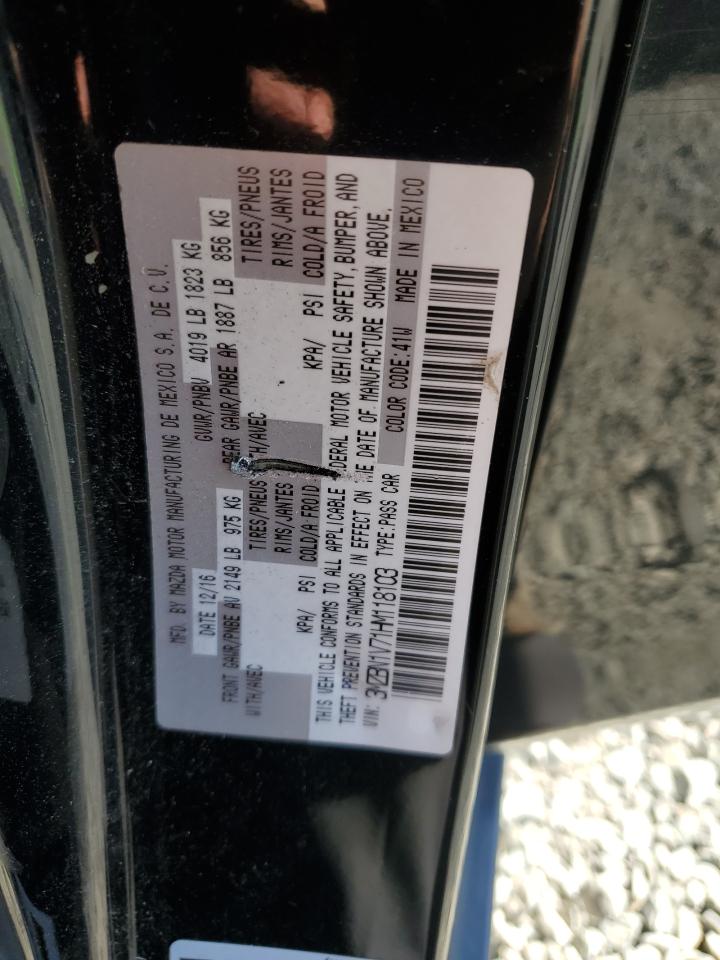 MFD. BY MAZDA MOTOR MANUFACTURING DE MEXICO S.A. DE C.V.
DATE 12/16 GVWR/PNBV 4019 LB 1823 KG
FRONT GAWR/PNBE AV 2149 LB 975 KG REAR GAWR/PNBE AR 1887 LB 856 KG
WITH/AVEC TIRES/PNEUS WITH/AVEC TIRES/PNEUS
RIMS/JANTES RIMS/JANTES
KPA/ PSI COLD/A FROID KPA/ PSI COLD/A FROID
THIS VEHICLE CONFORMS TO ALL APPLICABLE FEDERAL MOTOR VEHICLE SAFETY, BUMPER, AND
THEFT PREVENTION STANDARDS IN EFFECT ON THE DATE OF MANUFACTURE SHOWN ABOVE.
VIN: 3MZBN1V71HM118103 TYPE:PASS CAR COLOR CODE:41W MADE IN MEXICO